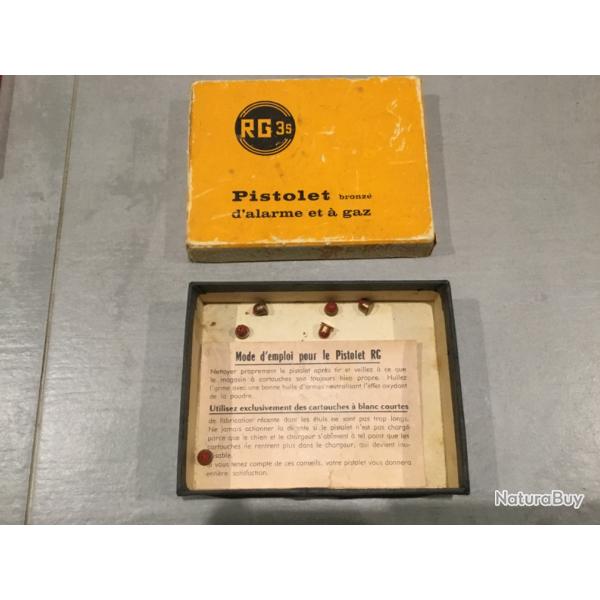 RG 3s
Pistolet bronzé
d'alarme et à gaz
Mode d'emploi pour le Pistolet RG
Nettoyer proprement le pistolet après tir et veillez à ce que
le magasin à cartouches soit toujours bien propre. Huilez
l'arme avec une bonne huile d'armes neutralisant l'effet oxydant
de la poudre.
Utilisez exclusivement des cartouches à blanc courtes
de fabrication récente dont les étuis ne sont pas trop longs.
Ne jamais actionner la détente si le pistolet n'est pas chargé
parce que le chien et le chargeur s'abîment à tel point que les
cartouches ne rentrent plus dans le chargeur, qui devient inu-
isable.
vous tenez compte de ces conseils, votre pistolet vous donnera
entière satisfaction.
NaturaBuy